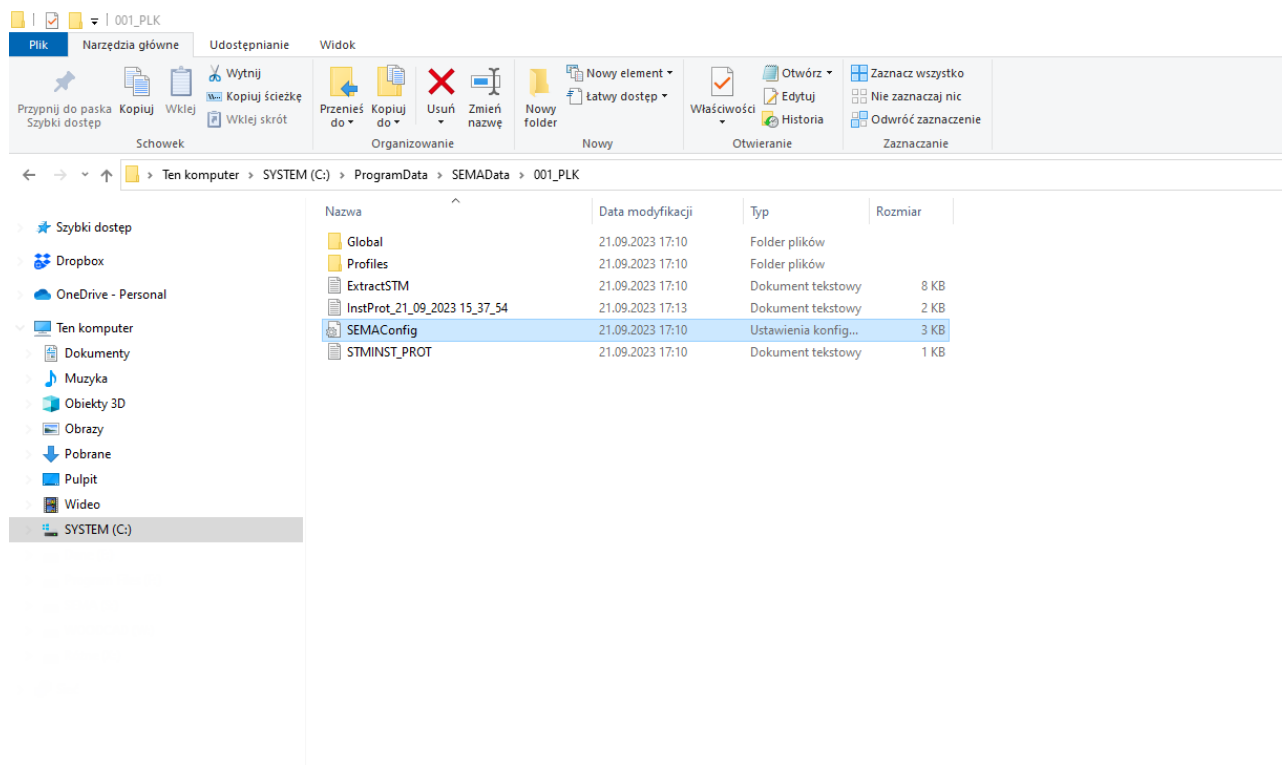 001_PLK
Plik Narzędzia główne Udostępnianie Widok
Przypnij do paska
Szybki dostęp
Kopiuj
Wklej
Wytnij
Kopiuj ścieżkę
Wklej skrót
Schowek
Przenieś
do
Kopiuj
do
Usuń
Zmień
nazwę
Organizowanie
Nowy
folder
Nowy element
Łatwy dostęp
Nowy
Właściwości
Otwórz
Edytuj
Historia
Otwieranie
Zaznacz wszystko
Nie zaznaczaj nic
Odwróć zaznaczenie
Zaznaczanie
Ten komputer > SYSTEM (C:) > ProgramData > SEMAData > 001_PLK
Szybki dostęp
Dropbox
OneDrive - Personal
Ten komputer
Dokumenty
Muzyka
Obiekty 3D
Obrazy
Pobrane
Pulpit
Wideo
SYSTEM (C:)
Nazwa Data modyfikacji Typ Rozmiar
Global 21.09.2023 17:10 Folder plików
Profiles 21.09.2023 17:10 Folder plików
ExtractSTM 21.09.2023 17:10 Dokument tekstowy 8 KB
InstProt_21_09_2023 15_37_54 21.09.2023 17:13 Dokument tekstowy 2 KB
SEMAConfig 21.09.2023 17:10 Ustawienia konfig... 3 KB
STMINST_PROT 21.09.2023 17:10 Dokument tekstowy 1 KB